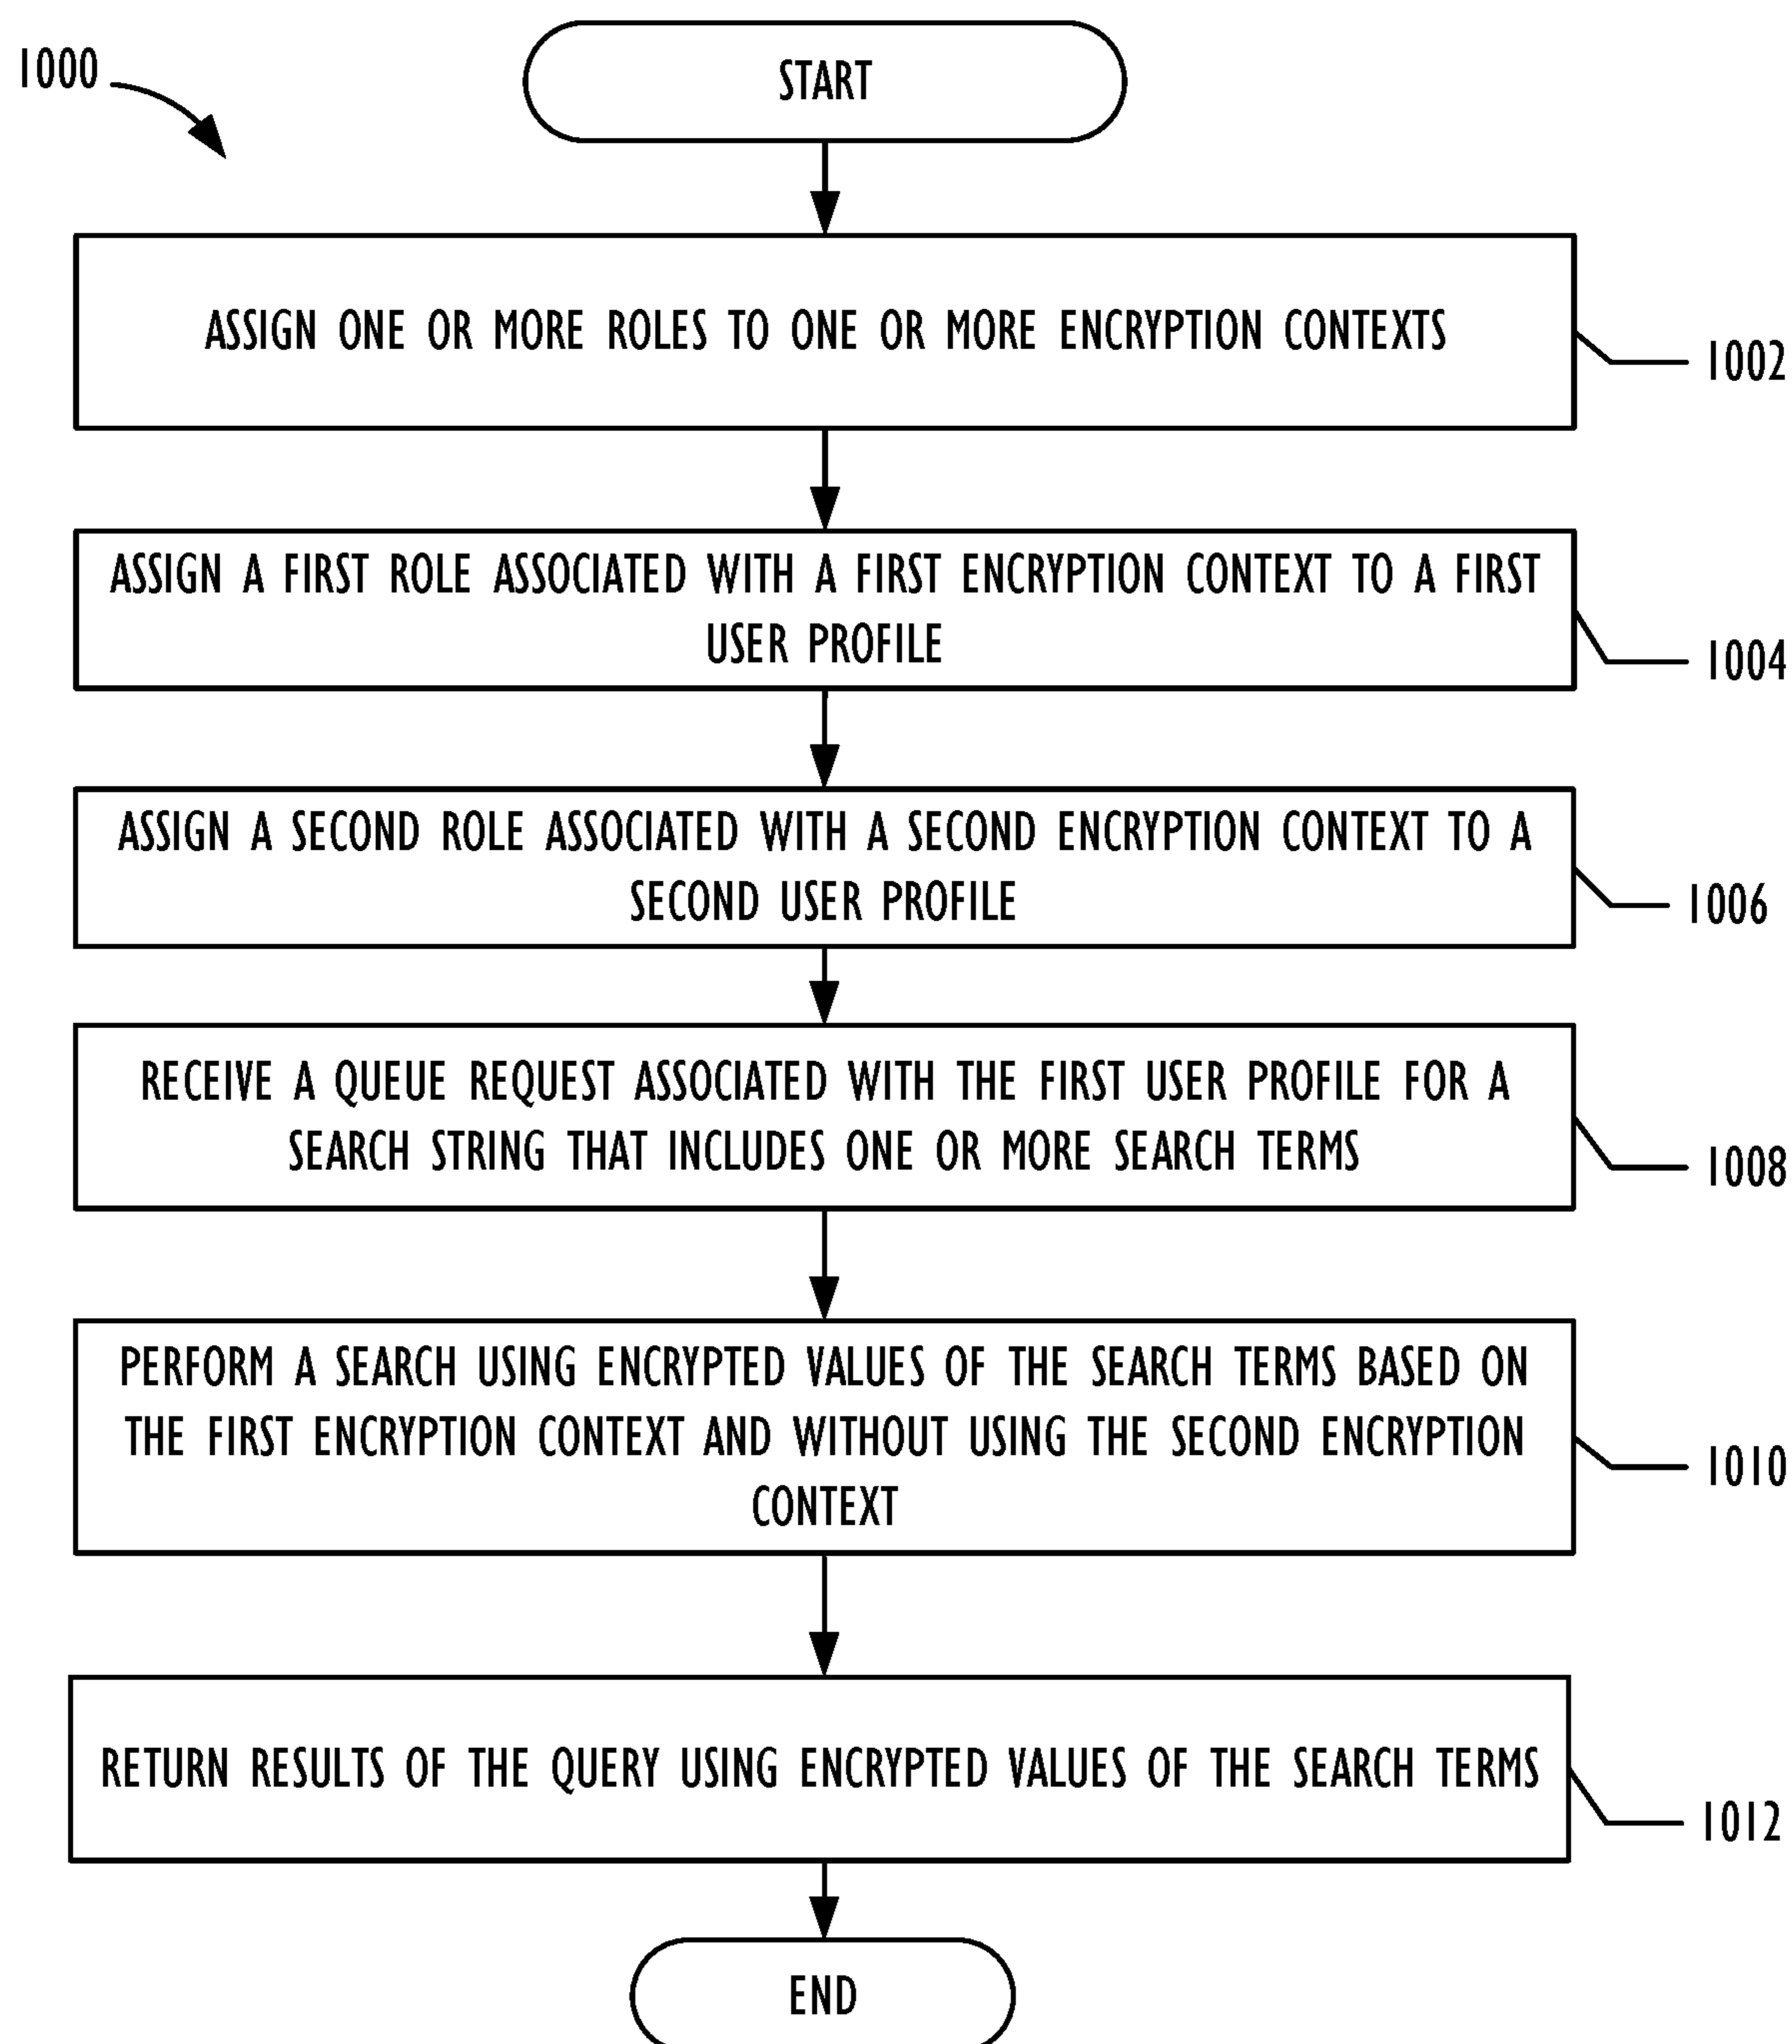 1000
START
ASSIGN ONE OR MORE ROLES TO ONE OR MORE ENCRYPTION CONTEXTS
1002
ASSIGN A FIRST ROLE ASSOCIATED WITH A FIRST ENCRYPTION CONTEXT TO A FIRST
USER PROFILE
1004
ASSIGN A SECOND ROLE ASSOCIATED WITH A SECOND ENCRYPTION CONTEXT TO A
SECOND USER PROFILE
1006
RECEIVE A QUEUE REQUEST ASSOCIATED WITH THE FIRST USER PROFILE FOR A
SEARCH STRING THAT INCLUDES ONE OR MORE SEARCH TERMS
1008
PERFORM A SEARCH USING ENCRYPTED VALUES OF THE SEARCH TERMS BASED ON
THE FIRST ENCRYPTION CONTEXT AND WITHOUT USING THE SECOND ENCRYPTION
CONTEXT
1010
RETURN RESULTS OF THE QUERY USING ENCRYPTED VALUES OF THE SEARCH TERMS
1012
END